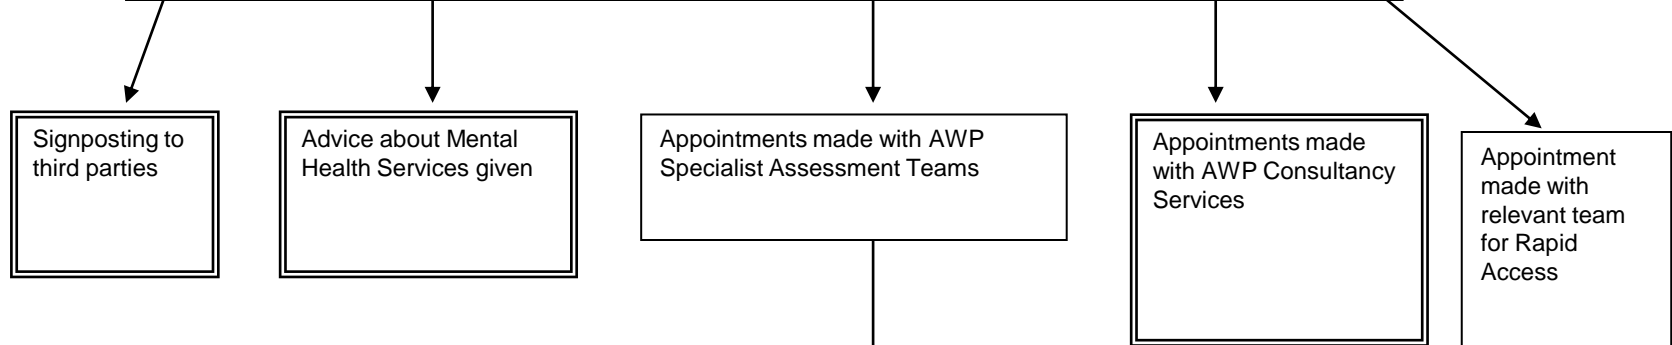 Signposting to
third parties
Advice about Mental
Health Services given
Appointments made with AWP
Specialist Assessment Teams
Appointments made
with AWP Consultancy
Services
Appointment
made with
relevant team
for Rapid
Access